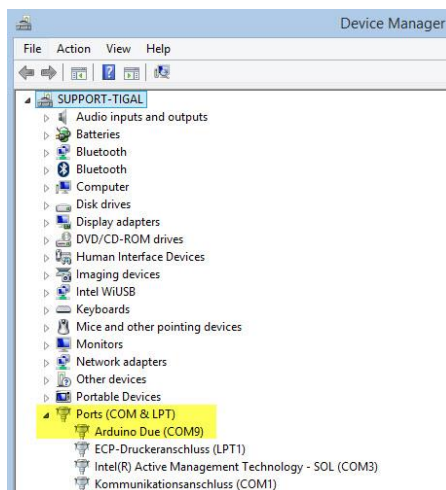 Device Manager
File Action View Help
SUPPORT-TIGAL
Audio inputs and outputs
Batteries
Bluetooth
Bluetooth
Computer
Disk drives
Display adapters
DVD/CD-ROM drives
Human Interface Devices
Imaging devices
Intel WiUSB
Keyboards
Mice and other pointing devices
Monitors
Network adapters
Other devices
Portable Devices
Ports (COM & LPT)
Arduino Due (COM9)
ECP-Druckeranschluss (LPT1)
Intel(R) Active Management Technology - SOL (COM3)
Kommunikationsanschluss (COM1)